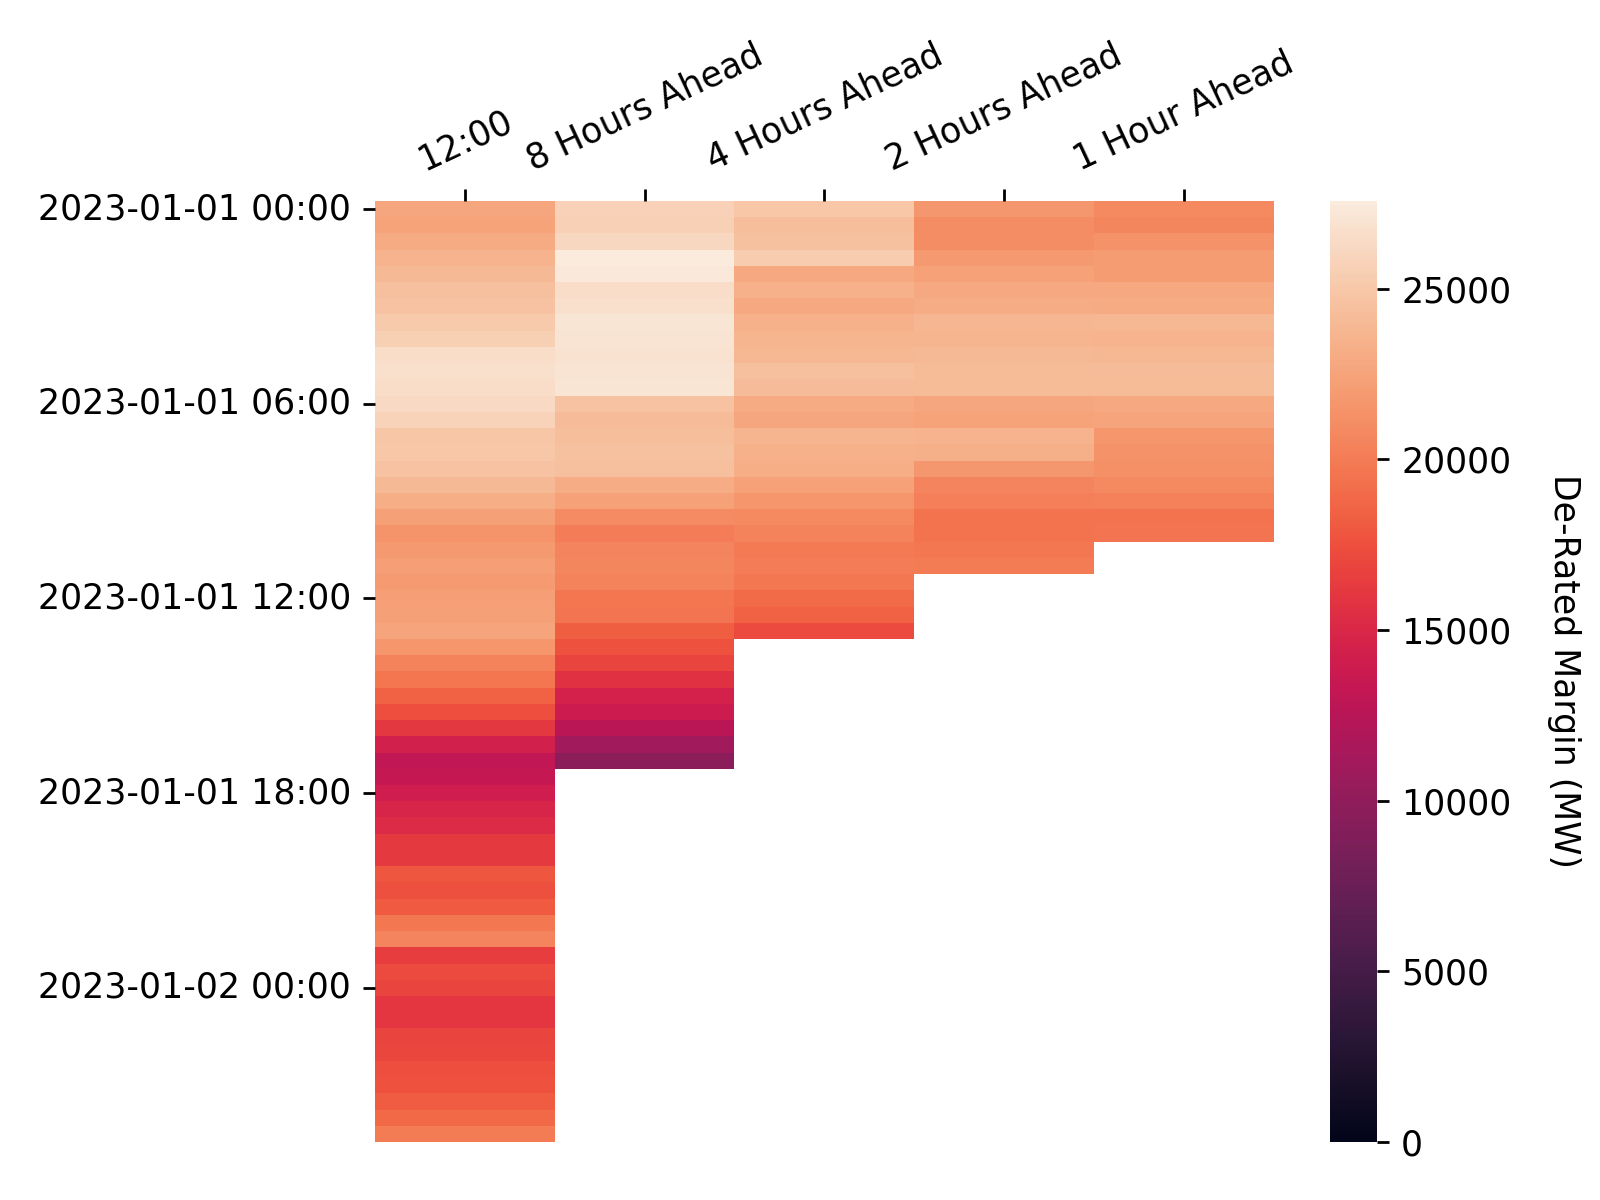 12:00
8 Hours Ahead
4 Hours Ahead
2 Hours Ahead
1 Hour Ahead
2023-01-01 00:00
2023-01-01 06:00
2023-01-01 12:00
2023-01-01 18:00
2023-01-02 00:00
25000
20000
15000
10000
5000
0
De-Rated Margin (MW)